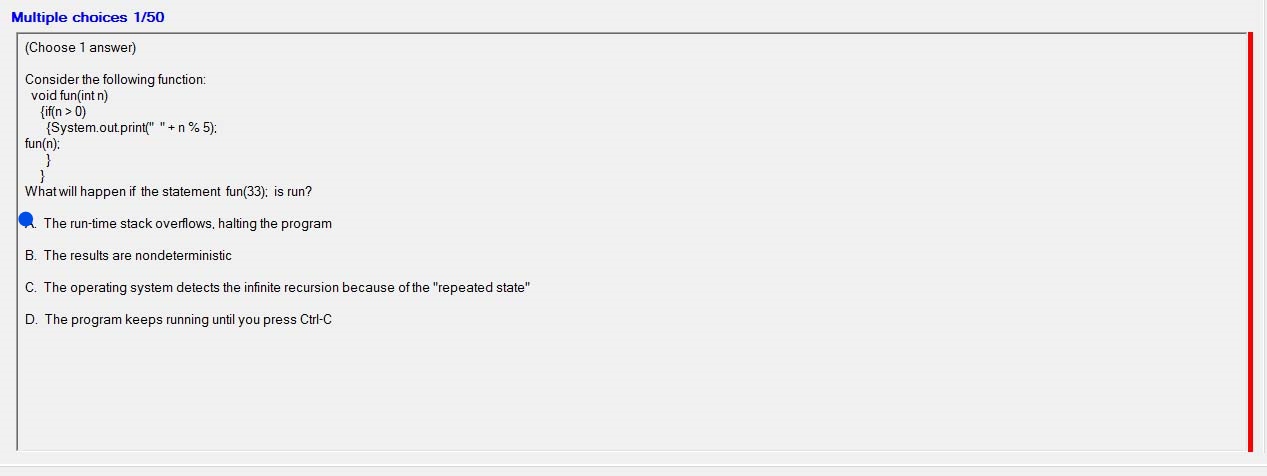 Multiple choices 1/50
(Choose 1 answer)
Consider the following function:
void fun(int n)
{if(n > 0)
{System.out.print(" " + n % 5);
fun(n);
}
}
What will happen if the statement fun(33); is run?
A. The run-time stack overflows, halting the program
B. The results are nondeterministic
C. The operating system detects the infinite recursion because of the "repeated state"
D. The program keeps running until you press Ctrl-C